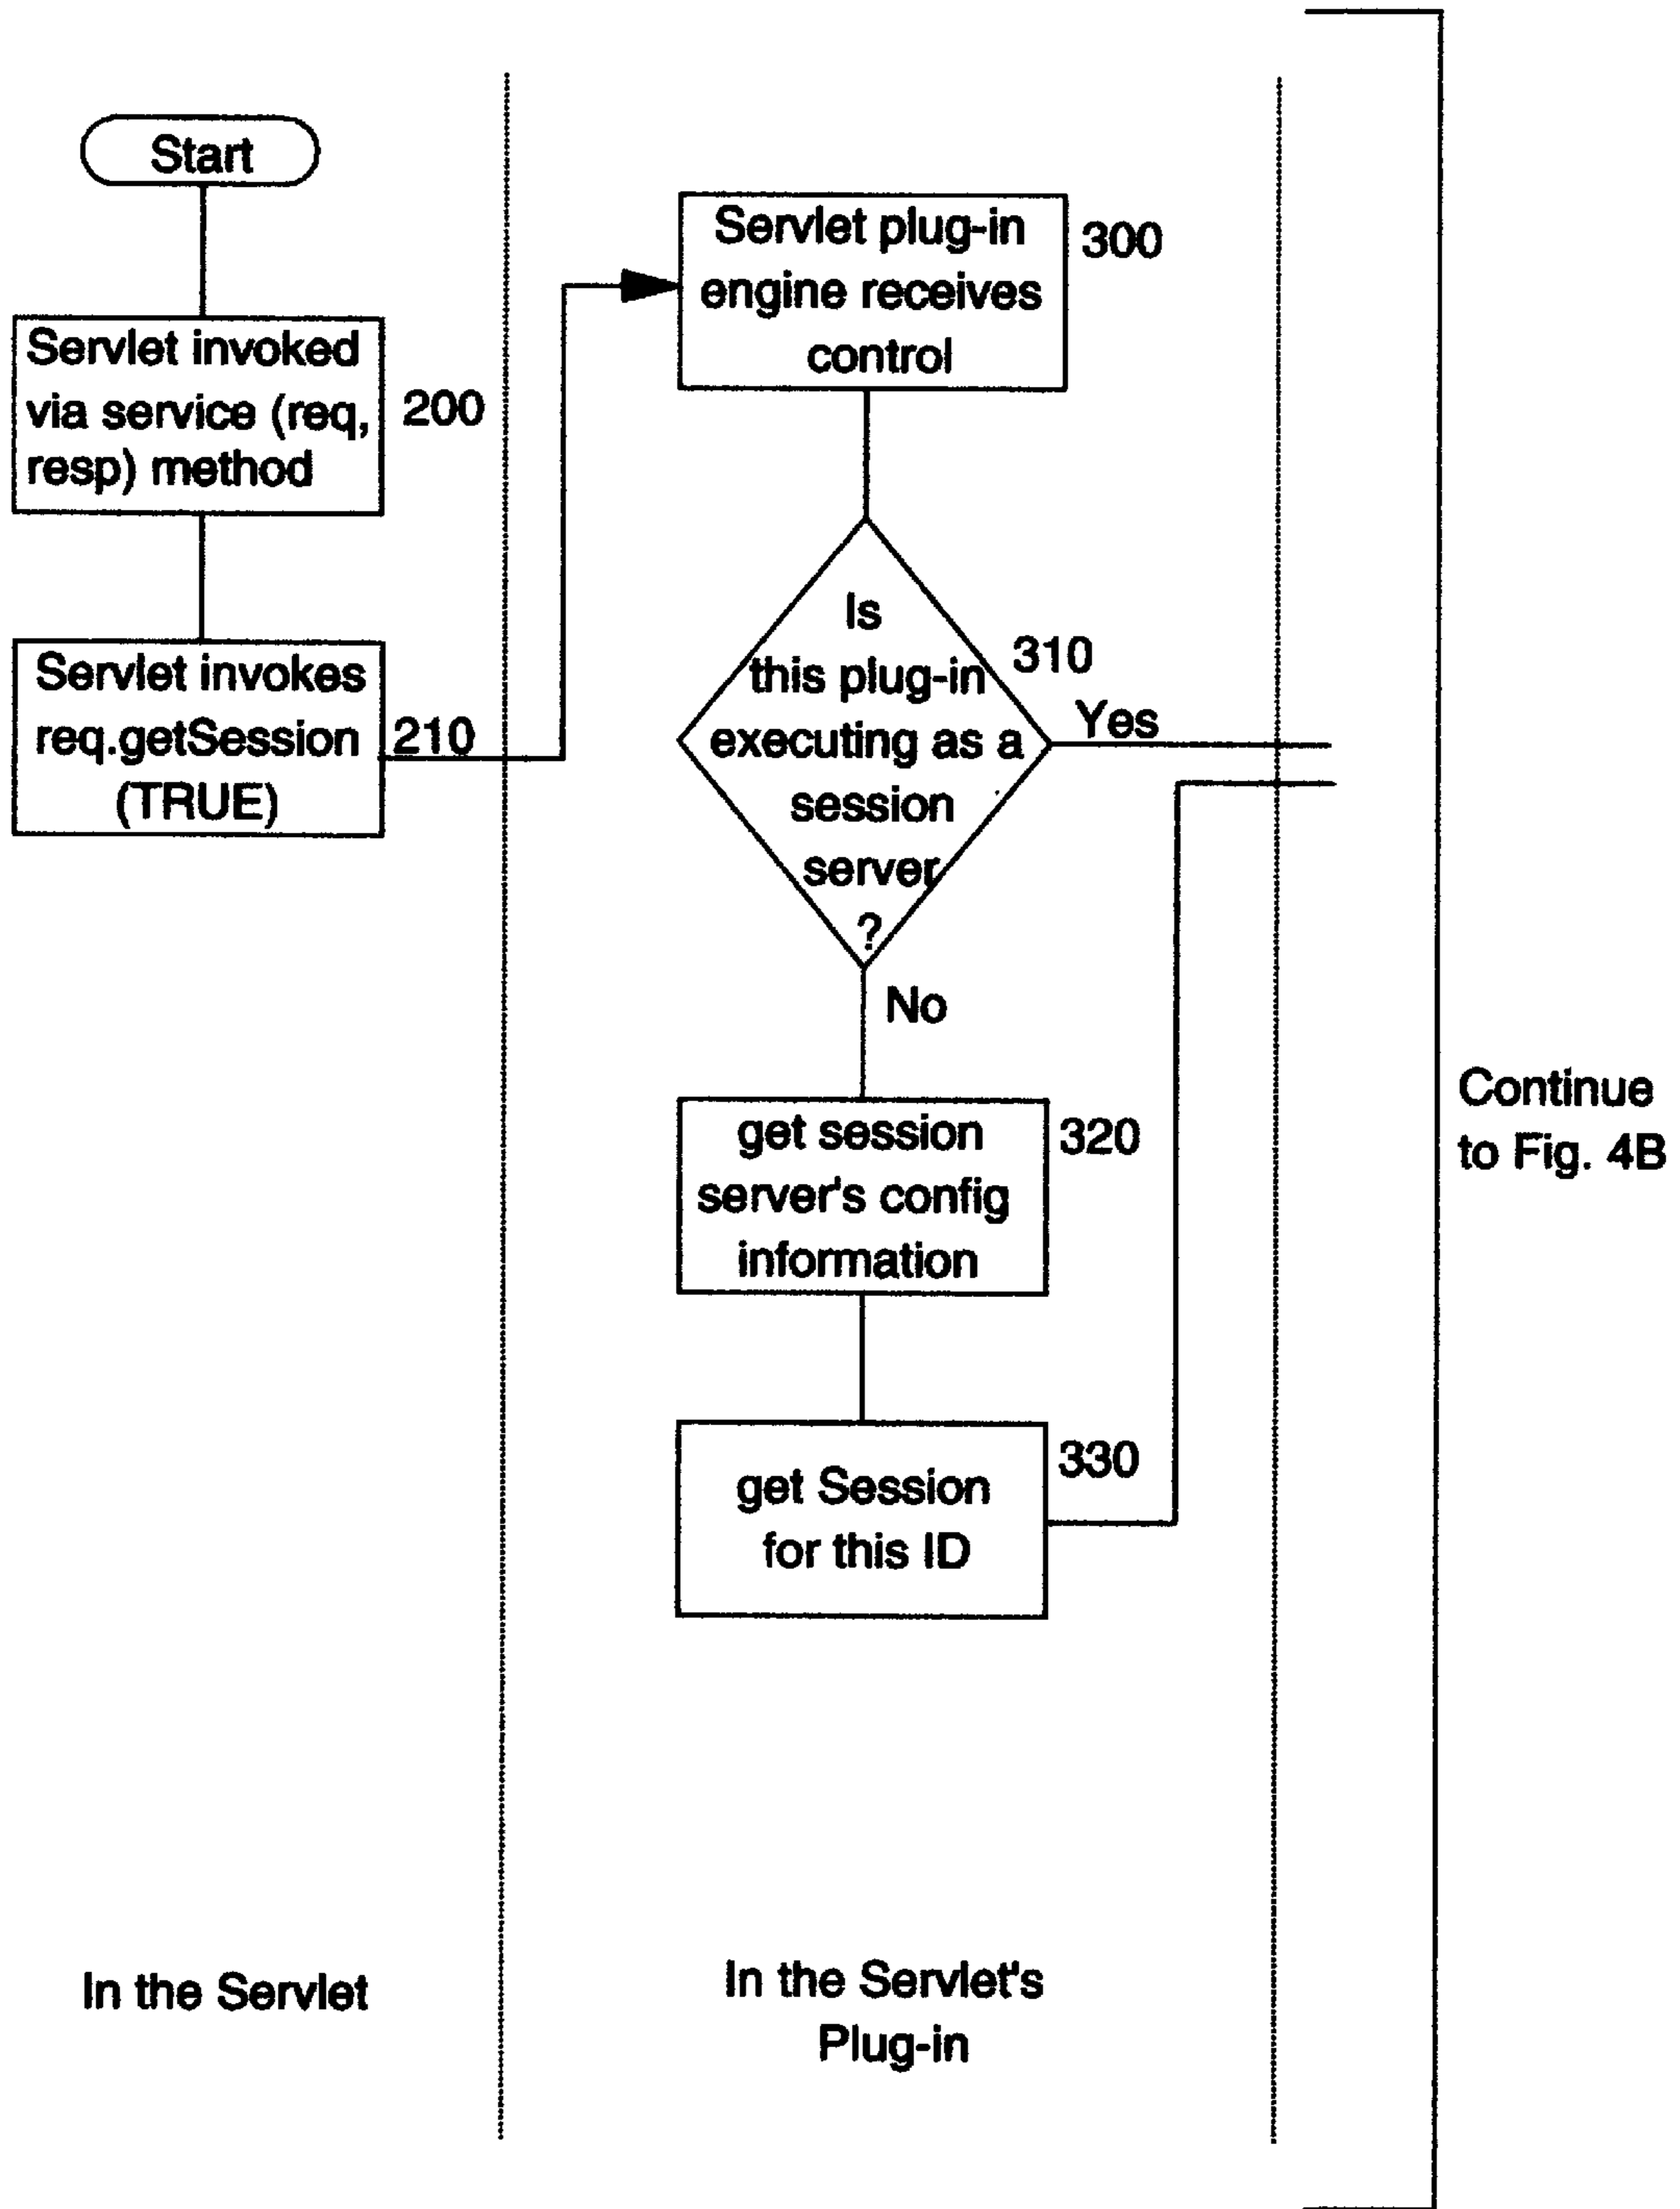 Start
Servlet invoked
via service (req,
resp) method
200
Servlet invokes
req.getSession
(TRUE)
210
Servlet plug-in
engine receives
control
300
Is
this plug-in
executing as a
session
server
?
310
Yes
No
get session
server's config
information
320
get Session
for this ID
330
Continue
to Fig. 4B
In the Servlet
In the Servlet's
Plug-in